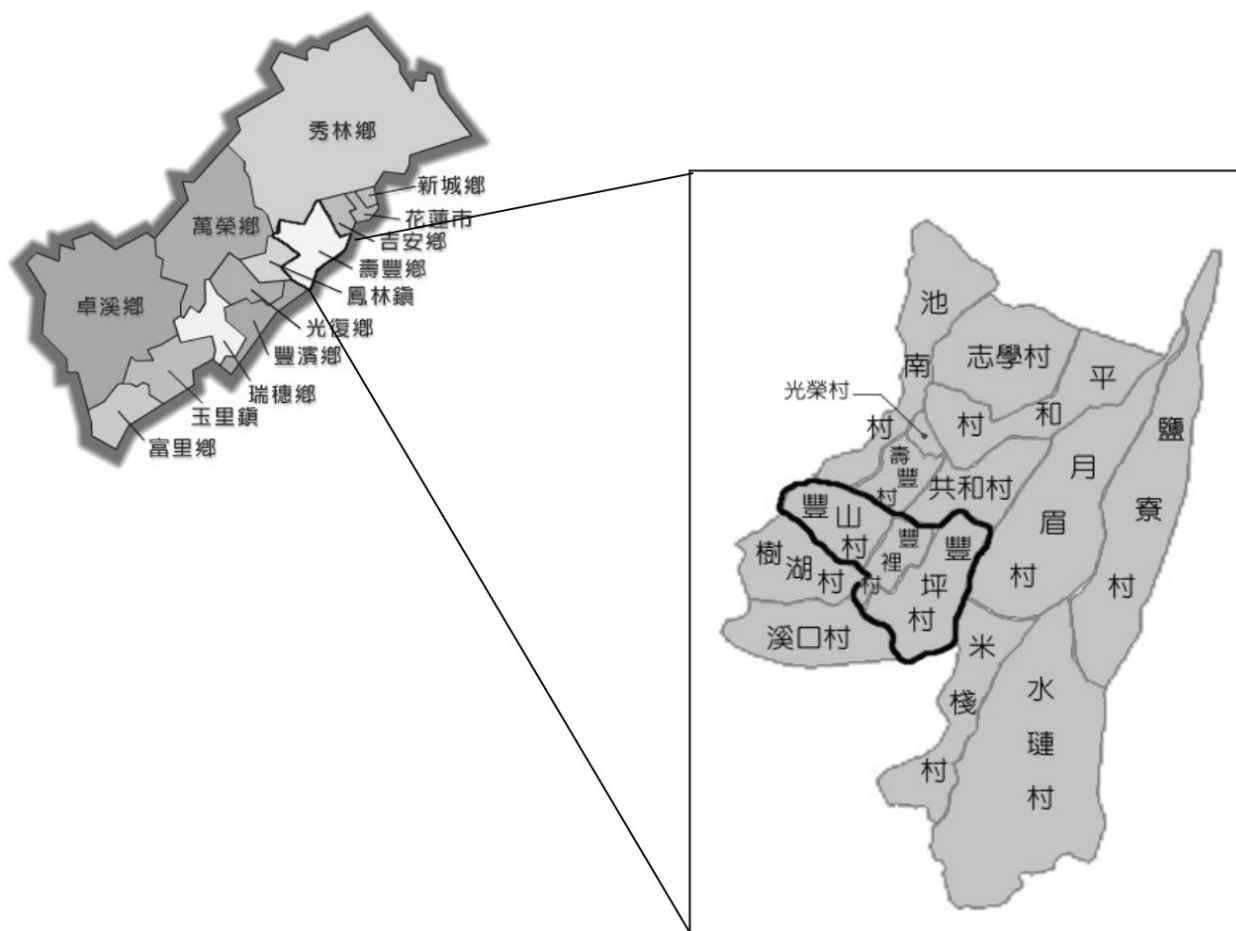 秀林鄉
新城鄉
花蓮市
吉安鄉
壽豐鄉
鳳林鎮
光復鄉
豐濱鄉
瑞穗鄉
玉里鎮
富里鄉
萬榮鄉
卓溪鄉
池南村
志學村
平和村
光榮村
壽豐村
共和村
月眉村
鹽寮村
豐山村
豐裡村
豐坪村
樹湖村
溪口村
米棧村
水璉村